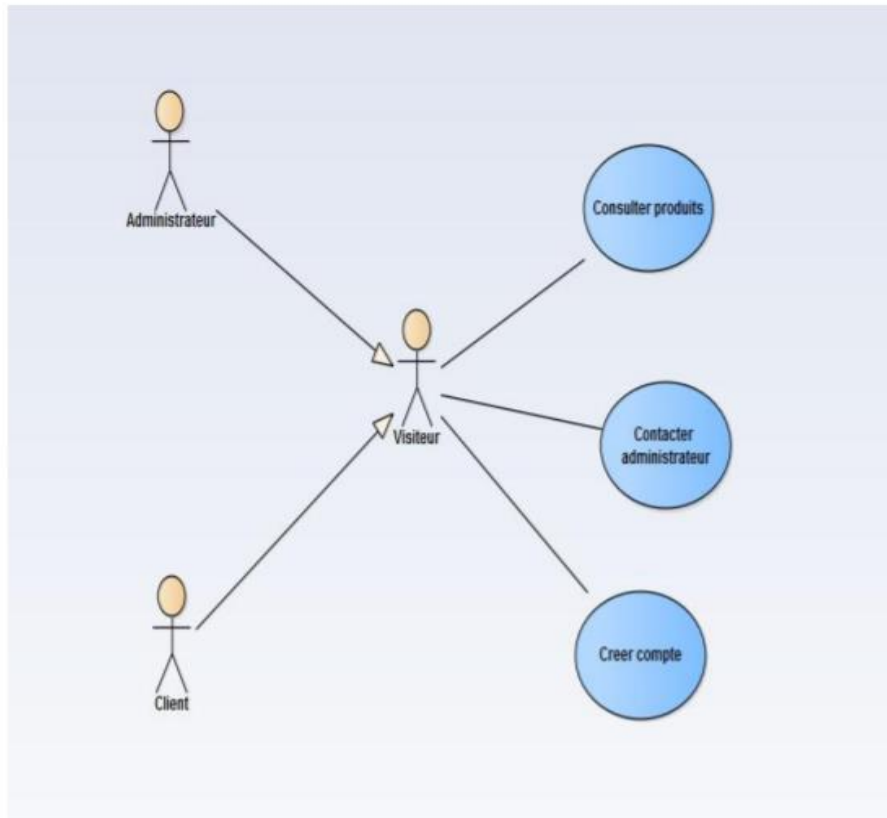 Administrateur
Consulter produits
Visiteur
Contacter
administrateur
Creer compte
Client